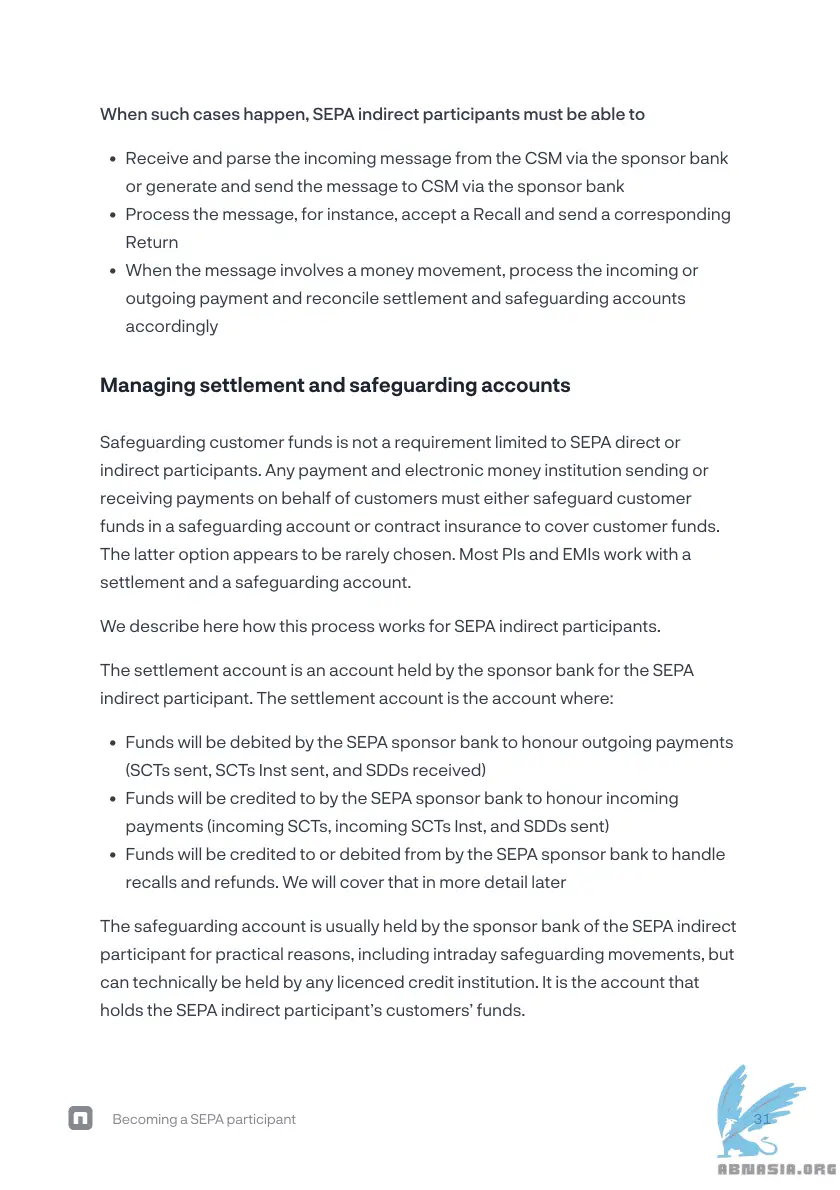 When such cases happen, SEPA indirect participants must be able to
• Receive and parse the incoming message from the CSM via the sponsor bank
or generate and send the message to CSM via the sponsor bank
• Process the message, for instance, accept a Recall and send a corresponding
Return
• When the message involves a money movement, process the incoming or
outgoing payment and reconcile settlement and safeguarding accounts
accordingly
Managing settlement and safeguarding accounts
Safeguarding customer funds is not a requirement limited to SEPA direct or
indirect participants. Any payment and electronic money institution sending or
receiving payments on behalf of customers must either safeguard customer
funds in a safeguarding account or contract insurance to cover customer funds.
The latter option appears to be rarely chosen. Most PIs and EMIs work with a
settlement and a safeguarding account.
We describe here how this process works for SEPA indirect participants.
The settlement account is an account held by the sponsor bank for the SEPA
indirect participant. The settlement account is the account where:
• Funds will be debited by the SEPA sponsor bank to honour outgoing payments
(SCTs sent, SCTs Inst sent, and SDDs received)
• Funds will be credited to by the SEPA sponsor bank to honour incoming
payments (incoming SCTs, incoming SCTs Inst, and SDDs sent)
• Funds will be credited to or debited from by the SEPA sponsor bank to handle
recalls and refunds. We will cover that in more detail later
The safeguarding account is usually held by the sponsor bank of the SEPA indirect
participant for practical reasons, including intraday safeguarding movements, but
can technically be held by any licenced credit institution. It is the account that
holds the SEPA indirect participant's customers' funds.
Becoming a SEPA participant
31
ABNASIA.ORG